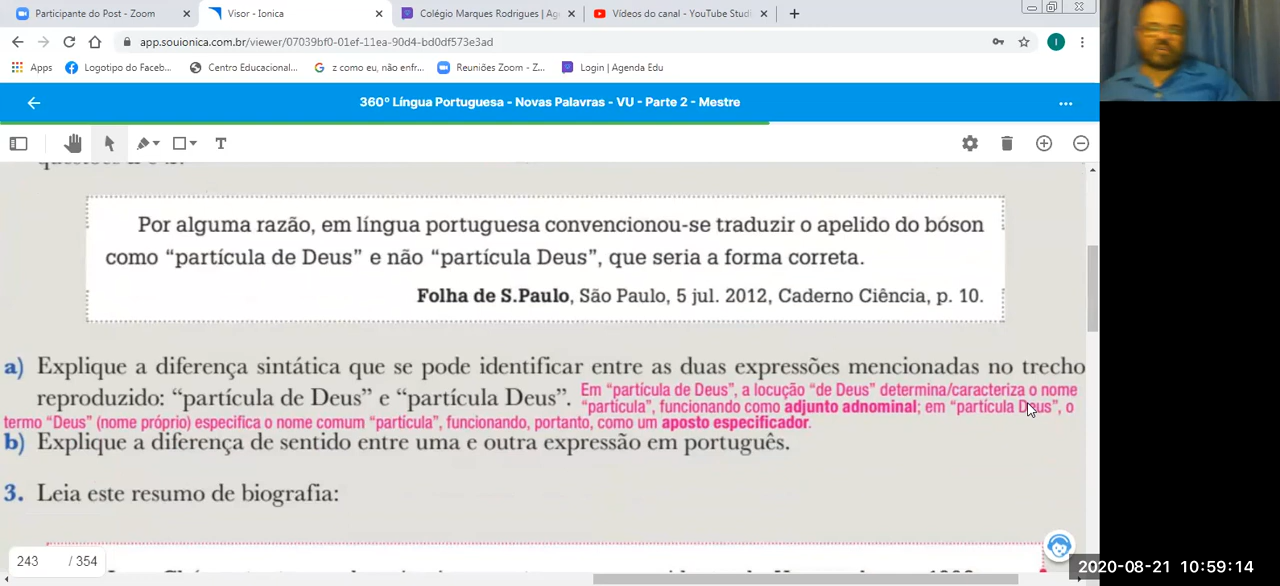 Participante do Post - Zoom
Visor - Ionica
Colégio Marques Rodrigues | Ag
Vídeos do canal - YouTube Stud
app.souionica.com.br/viewer/07039bf0-01ef-11ea-90d4-bd0df573e3ad
I
Apps
Logotipo do Faceb...
Centro Educacional...
z como eu, não enfr...
Reuniões Zoom - Z...
Login | Agenda Edu
360° Língua Portuguesa - Novas Palavras - VU - Parte 2 - Mestre
T
Por alguma razão, em língua portuguesa convencionou-se traduzir o apelido do bóson
como “partícula de Deus” e não “partícula Deus”, que seria a forma correta.
Folha de S.Paulo, São Paulo, 5 jul. 2012, Caderno Ciência, p. 10.
a) Explique a diferença sintática que se pode identificar entre as duas expressões mencionadas no trecho
reproduzido: “partícula de Deus” e “partícula Deus”.
Em “partícula de Deus”, a locução “de Deus” determina/caracteriza o nome
“partícula”, funcionando como adjunto adnominal; em “partícula Deus”, o
termo “Deus” (nome próprio) especifica o nome comum “partícula”, funcionando, portanto, como um aposto especificador.
b) Explique a diferença de sentido entre uma e outra expressão em português.
3. Leia este resumo de biografia:
243 / 354
2020-08-21 10:59:14